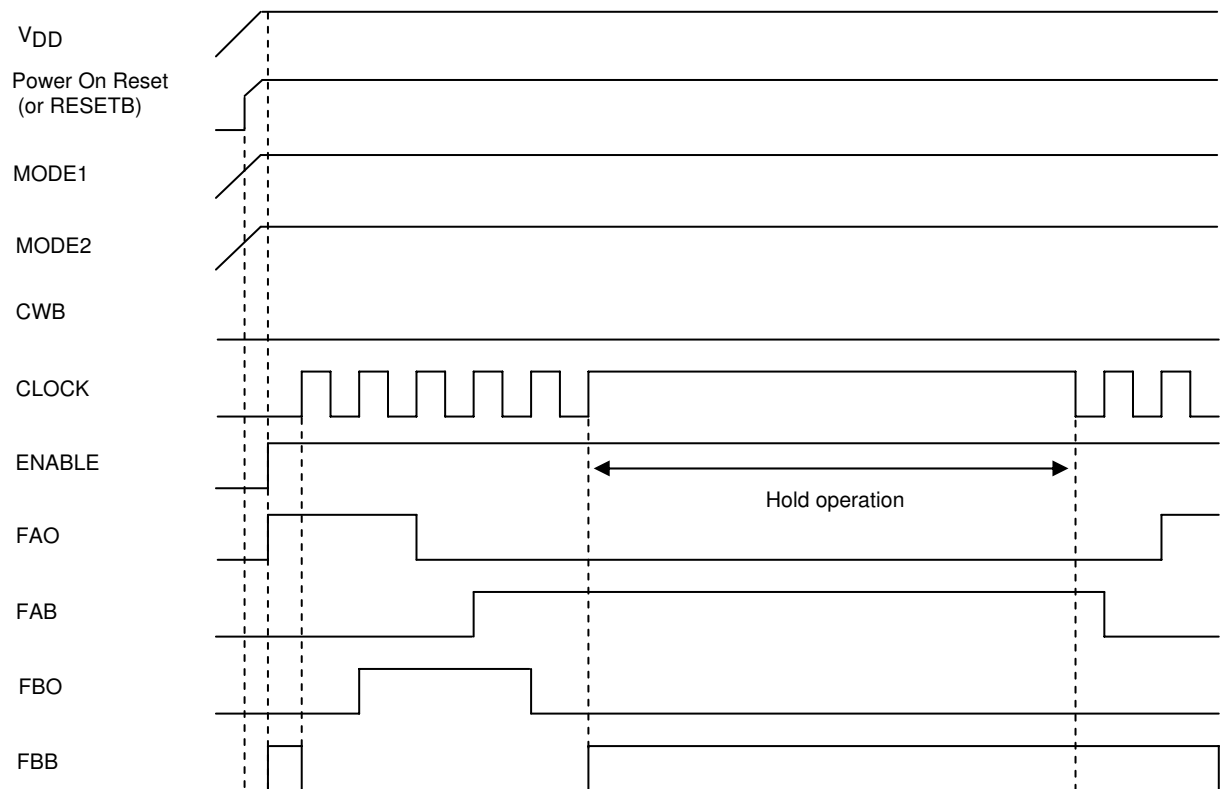 VDD
Power On Reset
(or RESETB)
MODE1
MODE2
CWB
CLOCK
ENABLE
Hold operation
FAO
FAB
FBO
FBB